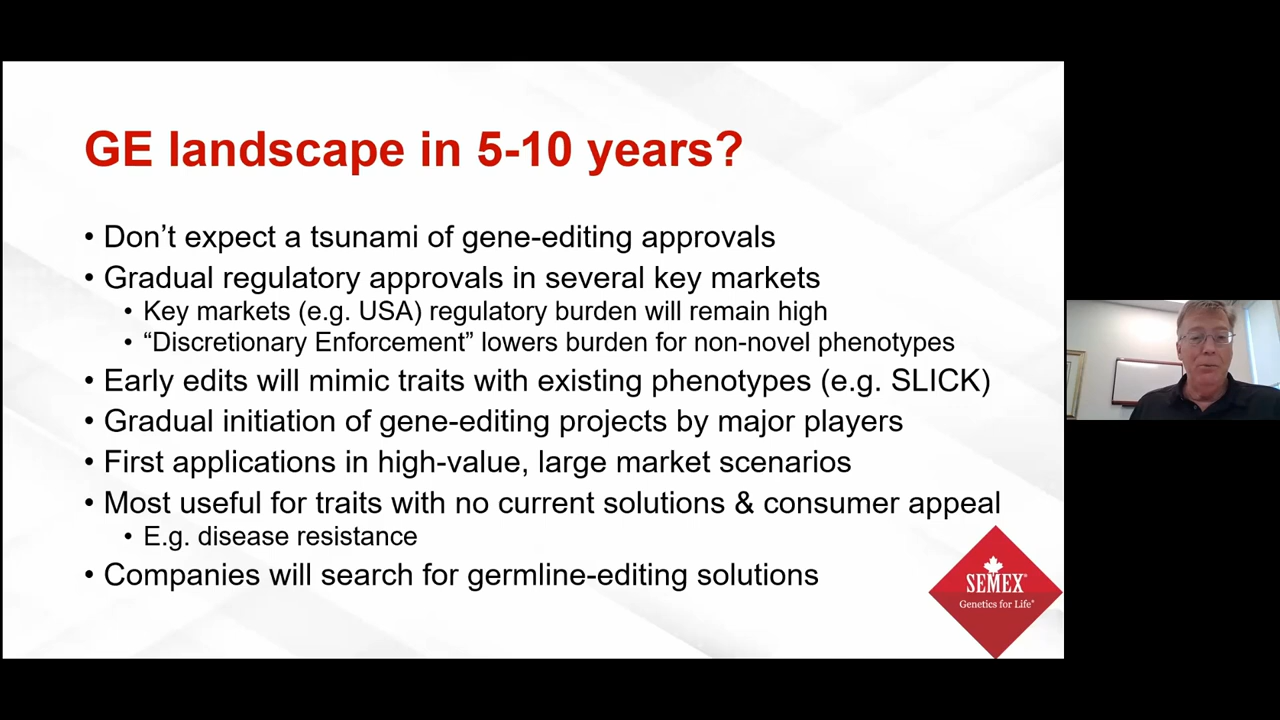 GE landscape in 5-10 years?
• Don't expect a tsunami of gene-editing approvals
• Gradual regulatory approvals in several key markets
• Key markets (e.g. USA) regulatory burden will remain high
• “Discretionary Enforcement” lowers burden for non-novel phenotypes
• Early edits will mimic traits with existing phenotypes (e.g. SLICK)
• Gradual initiation of gene-editing projects by major players
• First applications in high-value, large market scenarios
• Most useful for traits with no current solutions & consumer appeal
• E.g. disease resistance
• Companies will search for germline-editing solutions
SEMEX®
Genetics for Life®